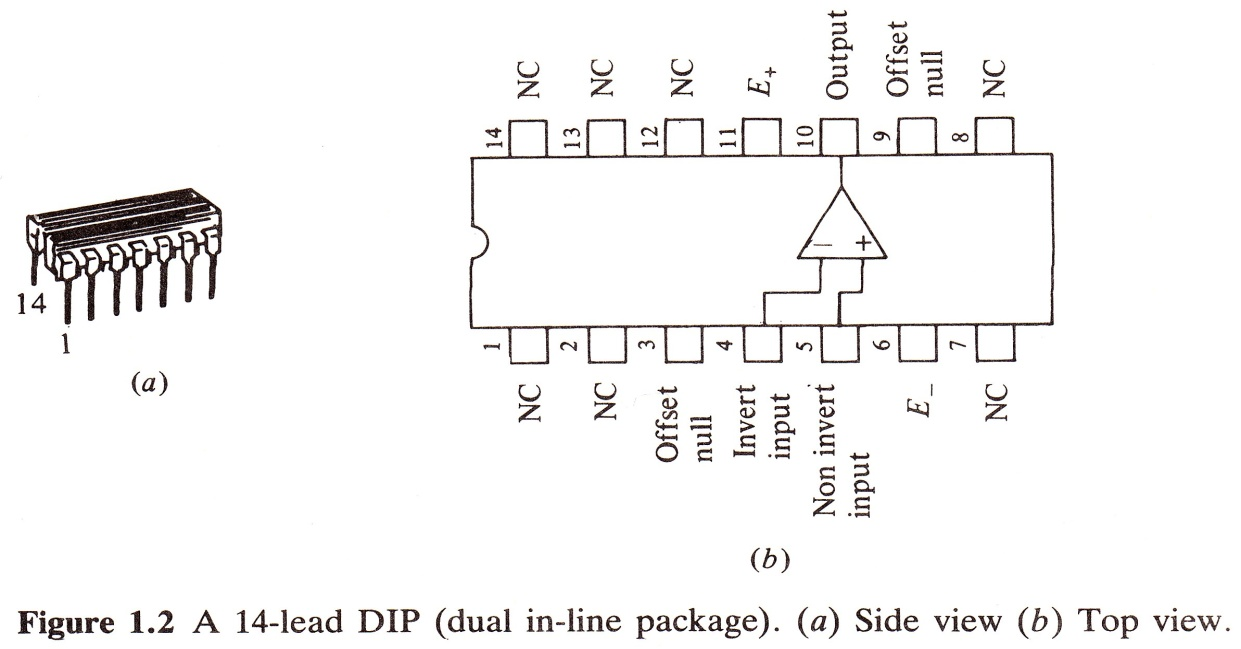 14
1
(a)
NC
NC
NC
E+
Output
Offset
null
NC
14
13
12
11
10
9
8
− +
1
2
3
4
5
6
7
NC
NC
Offset
null
Invert
input
Non invert
input
E−
NC
(b)
Figure 1.2 A 14-lead DIP (dual in-line package). (a) Side view (b) Top view.